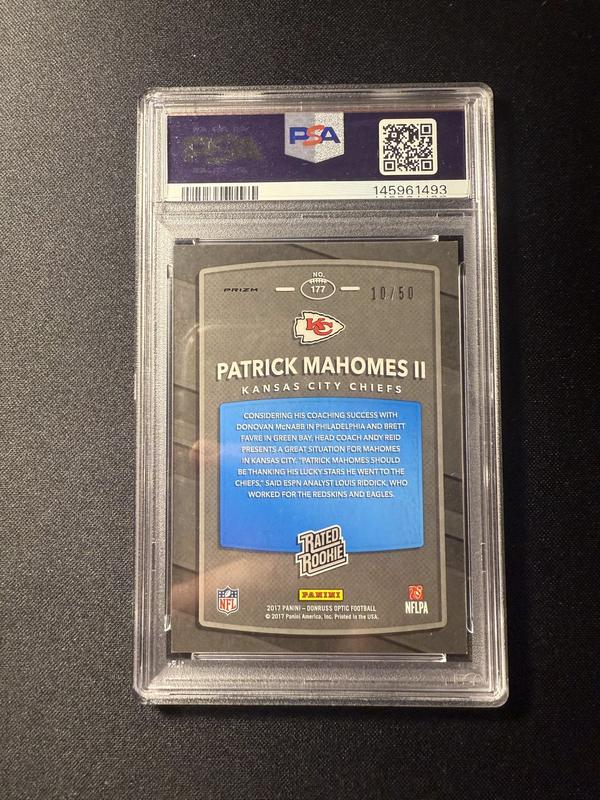 PSA
145961493
NO.
177
PRIZM
10/50
KC
PATRICK MAHOMES II
KANSAS CITY CHIEFS
CONSIDERING HIS COACHING SUCCESS WITH
DONOVAN McNABB IN PHILADELPHIA AND BRETT
FAVRE IN GREEN BAY, HEAD COACH ANDY REID
PRESENTS A GREAT SITUATION FOR MAHOMES
IN KANSAS CITY. "PATRICK MAHOMES SHOULD
BE THANKING HIS LUCKY STARS HE WENT TO THE
CHIEFS," SAID ESPN ANALYST LOUIS RIDDICK, WHO
WORKED FOR THE REDSKINS AND EAGLES.
RATED
ROOKIE
PANINI
NFL
NFLPA
2017 PANINI – DONRUSS OPTIC FOOTBALL
© 2017 Panini America, Inc. Printed in the USA.